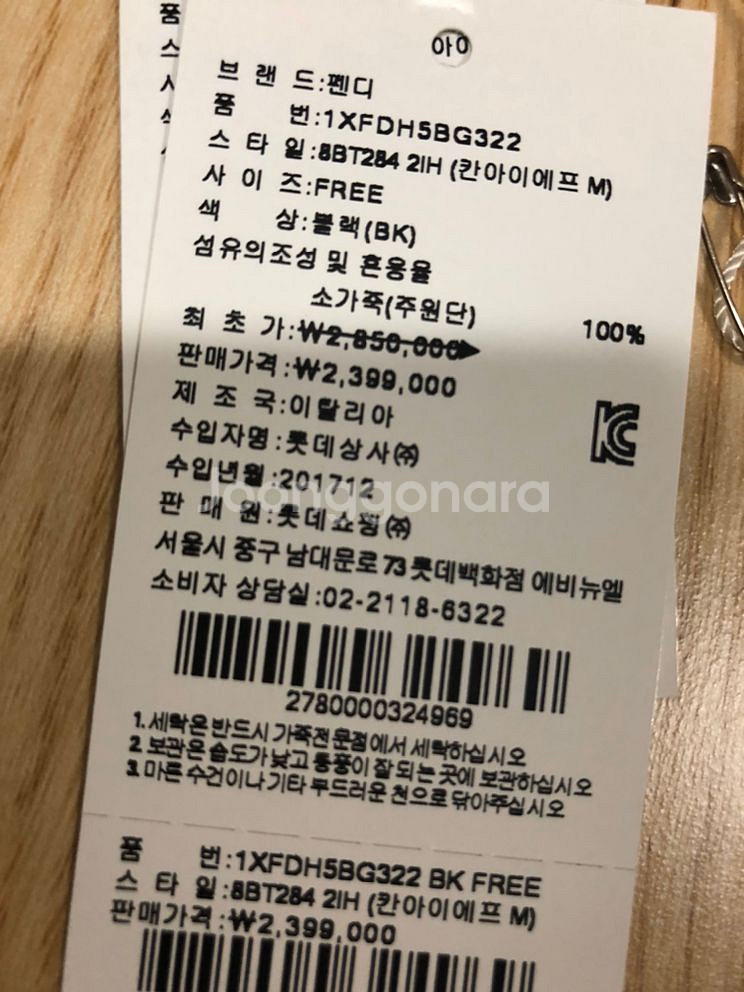 품
스
사
색
브 랜 드:펜디
품 번:1XFDH5BG322
스 타 일:8BT284 2IH (칸아이에프 M)
사 이 즈:FREE
색 상:블랙(BK)
섬유의조성 및 혼용율
소가죽(주원단) 100%
최 초 가:₩2,850,000
판매가격:₩2,399,000
제 조 국:이탈리아
수입자명:롯데상사㈜
수입년월:201712
판 매 원:롯데쇼핑㈜
서울시 중구 남대문로 73 롯데백화점 에비뉴엘
소비자 상담실:02-2118-6322
2780000324969
1. 세탁은 반드시 가죽전문점에서 세탁하십시오
2. 보관은 습도가 낮고 통풍이 잘 되는 곳에 보관하십시오
3. 마른 수건이나 기타 부드러운 천으로 닦아주십시오
품 번:1XFDH5BG322 BK FREE
스 타 일:8BT284 2IH (칸아이에프 M)
판매가격:₩2,399,000
joonggonara